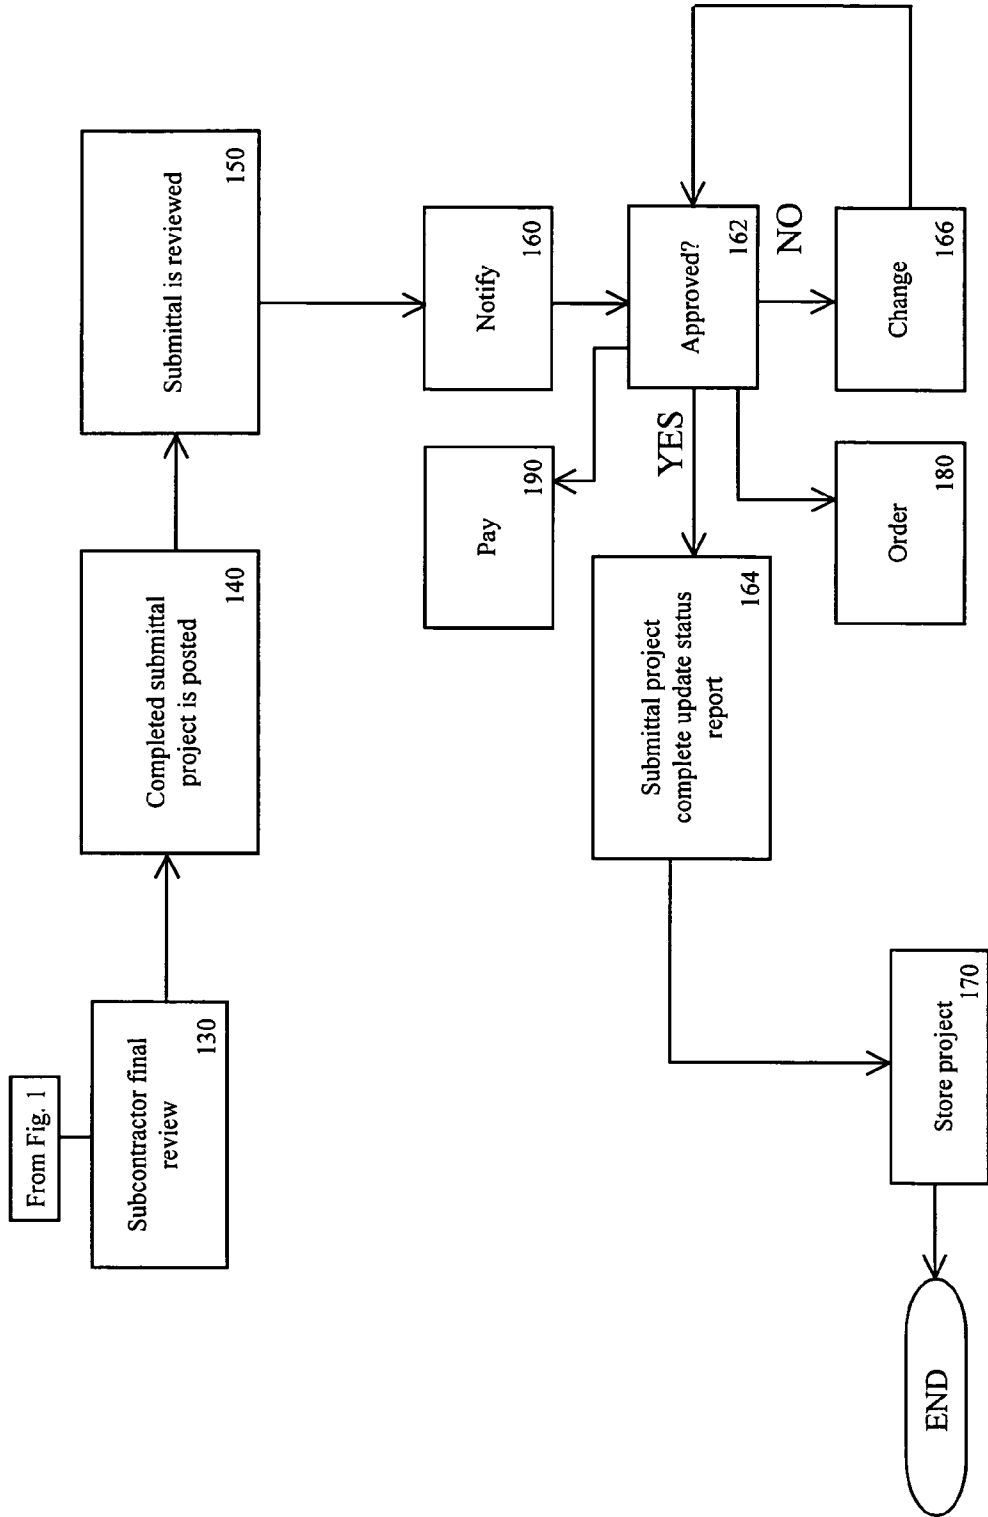 From Fig. 1
Subcontractor final
review
130
Completed submittal
project is posted
140
Submittal is reviewed
150
Notify
160
Pay
190
Approved?
162
YES
NO
Submittal project
complete update status
report
164
Order
180
Change
166
Store project
170
END